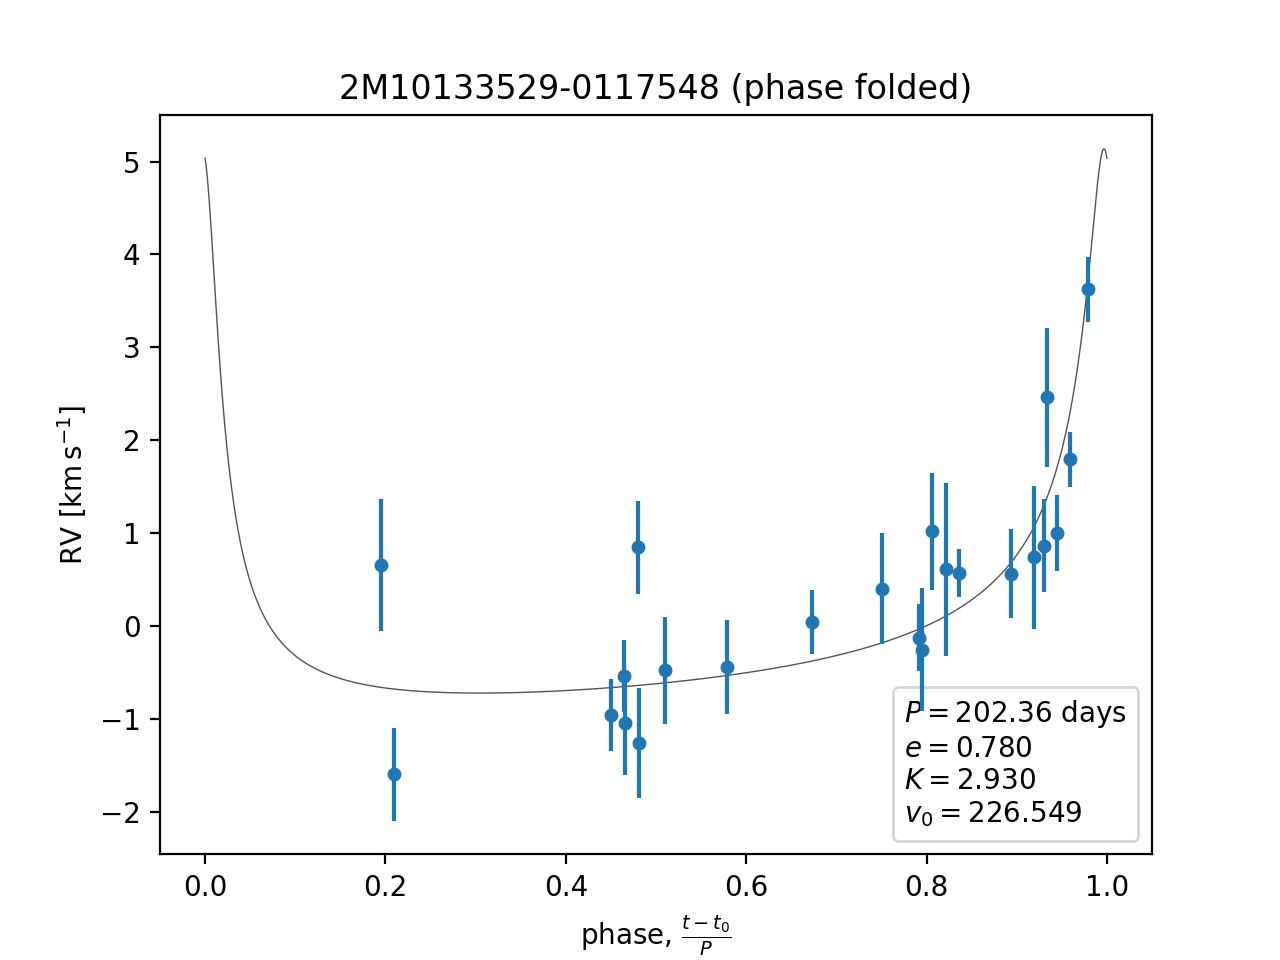 2M10133529-0117548 (phase folded)
RV [km s⁻¹]
5
4
3
2
1
0
−1
−2
P = 202.36 days
e = 0.780
K = 2.930
v₀ = 226.549
0.0 0.2 0.4 0.6 0.8 1.0
phase, (t − t₀)/P